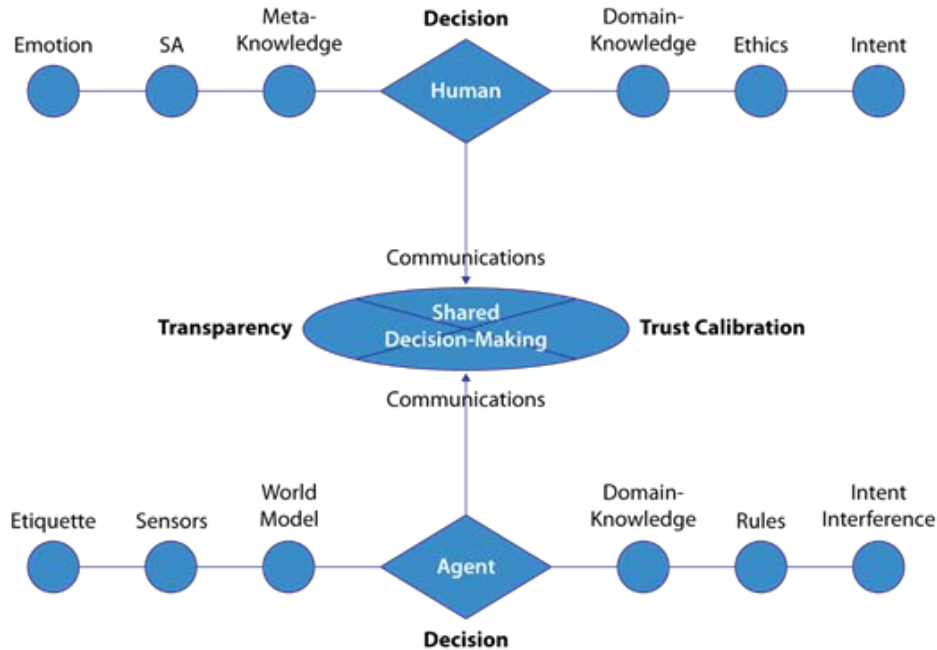 Decision
Emotion SA Meta-
Knowledge Domain-
Knowledge Ethics Intent
Human
Communications
Transparency Shared
Decision-Making Trust Calibration
Communications
Etiquette Sensors World
Model Domain-
Knowledge Rules Intent
Interference
Agent
Decision